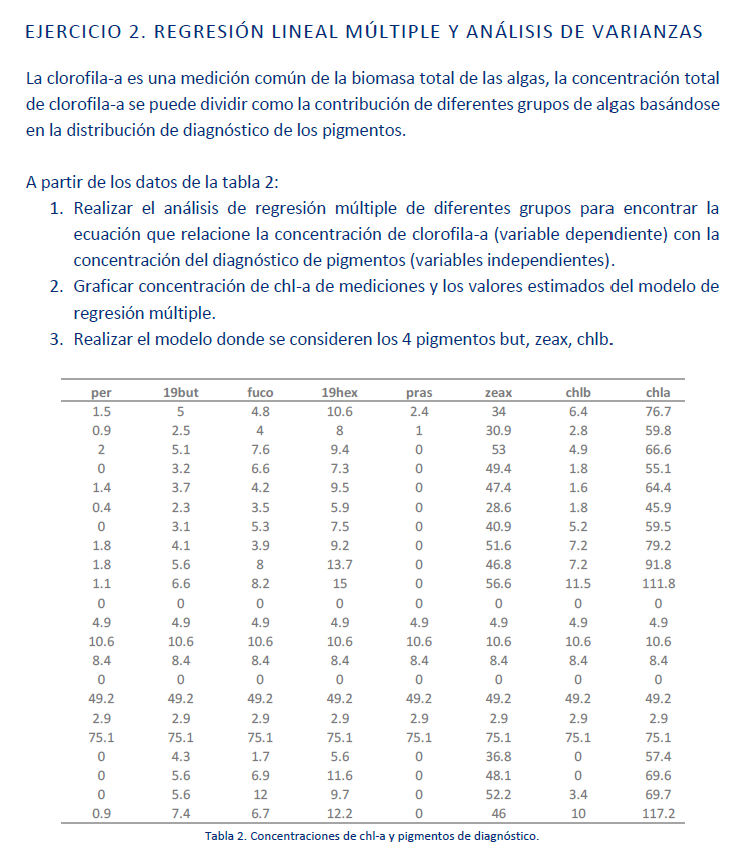 EJERCICIO 2. REGRESIÓN LINEAL MÚLTIPLE Y ANÁLISIS DE VARIANZAS
La clorofila-a es una medición común de la biomasa total de las algas, la concentración total
de clorofila-a se puede dividir como la contribución de diferentes grupos de algas basándose
en la distribución de diagnóstico de los pigmentos.
A partir de los datos de la tabla 2:
1. Realizar el análisis de regresión múltiple de diferentes grupos para encontrar la
ecuación que relacione la concentración de clorofila-a (variable dependiente) con la
concentración del diagnóstico de pigmentos (variables independientes).
2. Graficar concentración de chl-a de mediciones y los valores estimados del modelo de
regresión múltiple.
3. Realizar el modelo donde se consideren los 4 pigmentos but, zeax, chlb.
per 19but fuco 19hex pras zeax chlb chla
1.5 5 4.8 10.6 2.4 34 6.4 76.7
0.9 2.5 4 8 1 30.9 2.8 59.8
2 5.1 7.6 9.4 0 53 4.9 66.6
0 3.2 6.6 7.3 0 49.4 1.8 55.1
1.4 3.7 4.2 9.5 0 47.4 1.6 64.4
0.4 2.3 3.5 5.9 0 28.6 1.8 45.9
0 3.1 5.3 7.5 0 40.9 5.2 59.5
1.8 4.1 3.9 9.2 0 51.6 7.2 79.2
1.8 5.6 8 13.7 0 46.8 7.2 91.8
1.1 6.6 8.2 15 0 56.6 11.5 111.8
0 0 0 0 0 0 0 0
4.9 4.9 4.9 4.9 4.9 4.9 4.9 4.9
10.6 10.6 10.6 10.6 10.6 10.6 10.6 10.6
8.4 8.4 8.4 8.4 8.4 8.4 8.4 8.4
0 0 0 0 0 0 0 0
49.2 49.2 49.2 49.2 49.2 49.2 49.2 49.2
2.9 2.9 2.9 2.9 2.9 2.9 2.9 2.9
75.1 75.1 75.1 75.1 75.1 75.1 75.1 75.1
0 4.3 1.7 5.6 0 36.8 0 57.4
0 5.6 6.9 11.6 0 48.1 0 69.6
0 5.6 12 9.7 0 52.2 3.4 69.7
0.9 7.4 6.7 12.2 0 46 10 117.2
Tabla 2. Concentraciones de chl-a y pigmentos de diagnóstico.